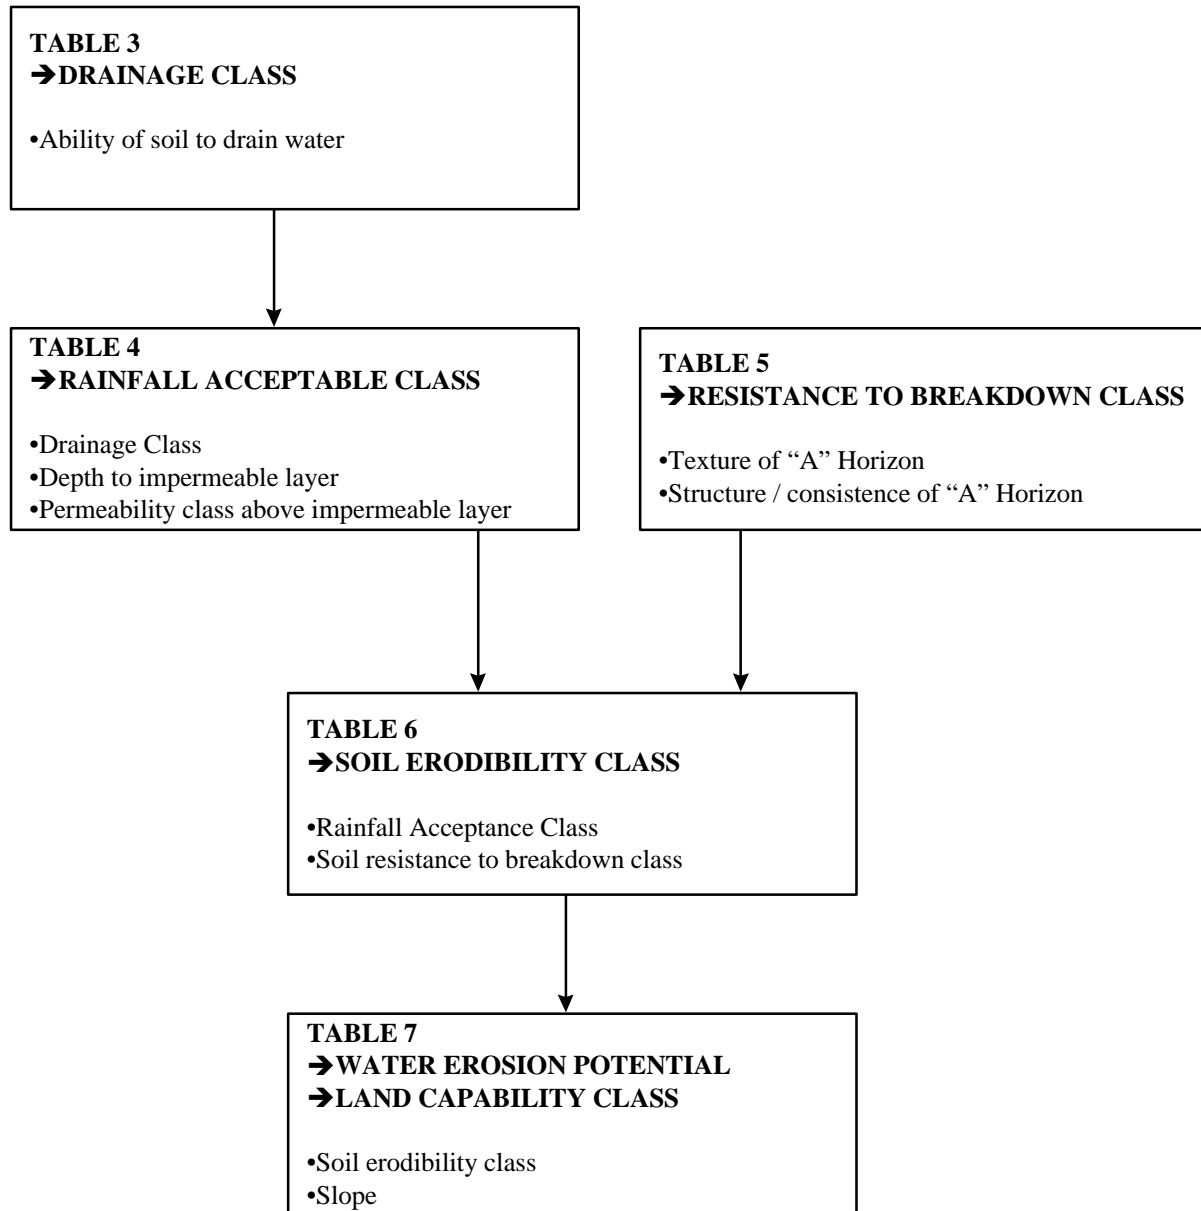 TABLE 3
➔DRAINAGE CLASS
•Ability of soil to drain water
TABLE 4
➔RAINFALL ACCEPTABLE CLASS
•Drainage Class
•Depth to impermeable layer
•Permeability class above impermeable layer
TABLE 5
➔RESISTANCE TO BREAKDOWN CLASS
•Texture of “A” Horizon
•Structure / consistence of “A” Horizon
TABLE 6
➔SOIL ERODIBILITY CLASS
•Rainfall Acceptance Class
•Soil resistance to breakdown class
TABLE 7
➔WATER EROSION POTENTIAL
➔LAND CAPABILITY CLASS
•Soil erodibility class
•Slope